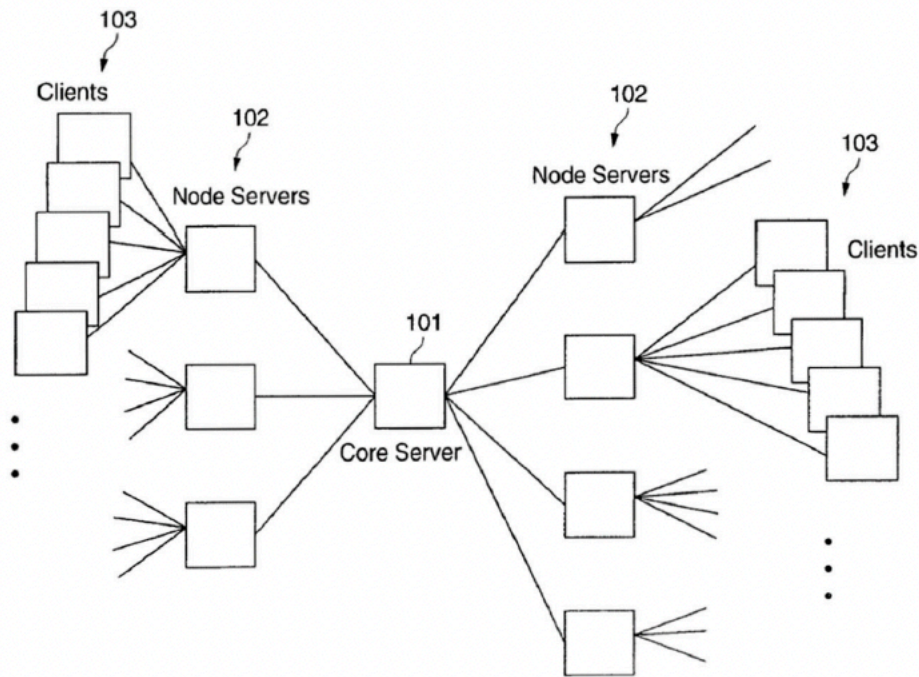 103
Clients
102
Node Servers
102
Node Servers
103
Clients
101
Core Server